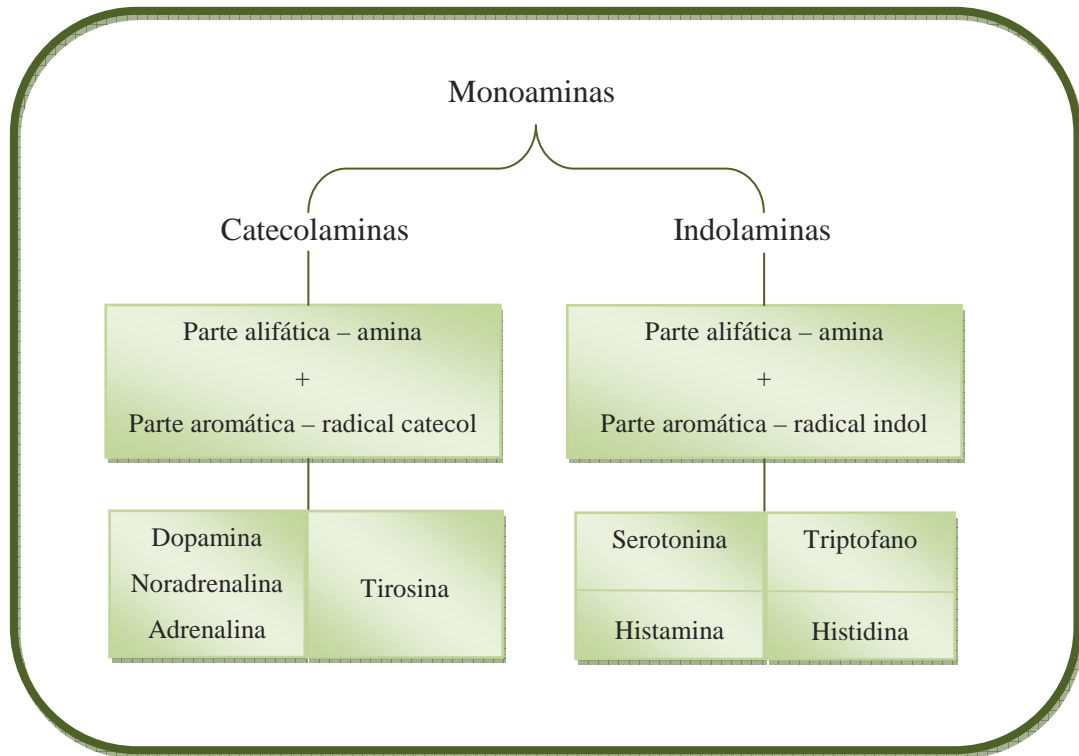 Monoaminas
Catecolaminas
Indolaminas
Parte alifática – amina
+
Parte aromática – radical catecol
Parte alifática – amina
+
Parte aromática – radical indol
Dopamina
Noradrenalina
Adrenalina
Tirosina
Serotonina
Triptofano
Histamina
Histidina